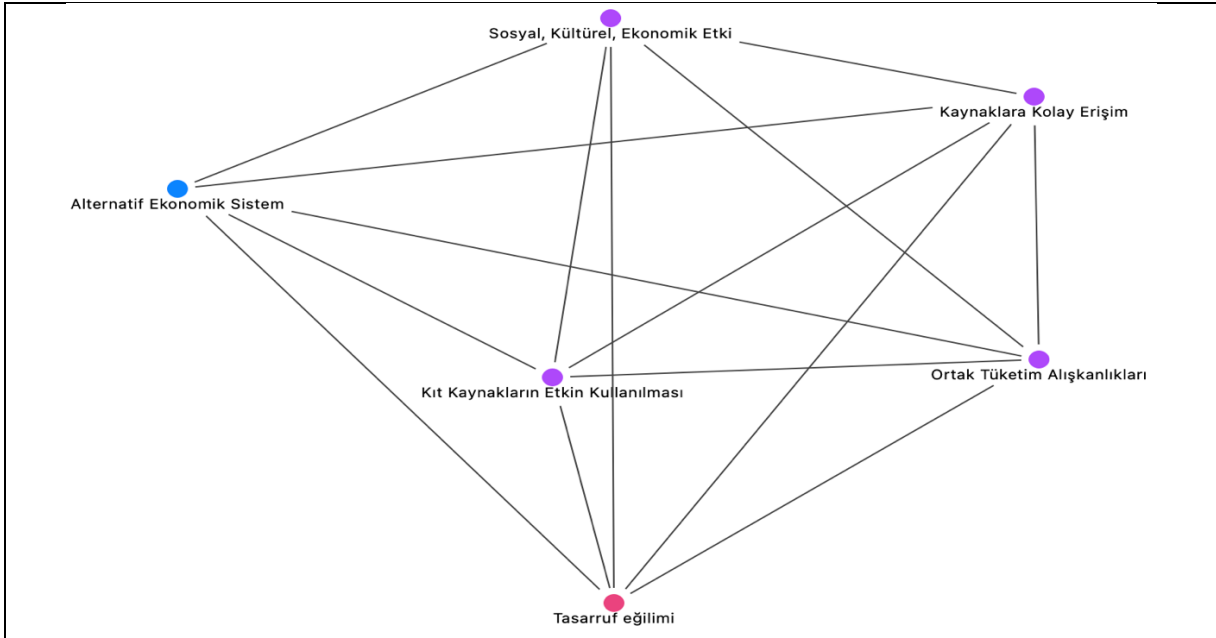 Sosyal, Kültürel, Ekonomik Etki
Kaynaklara Kolay Erişim
Alternatif Ekonomik Sistem
Ortak Tüketim Alışkanlıkları
Kıt Kaynakların Etkin Kullanılması
Tasarruf eğilimi